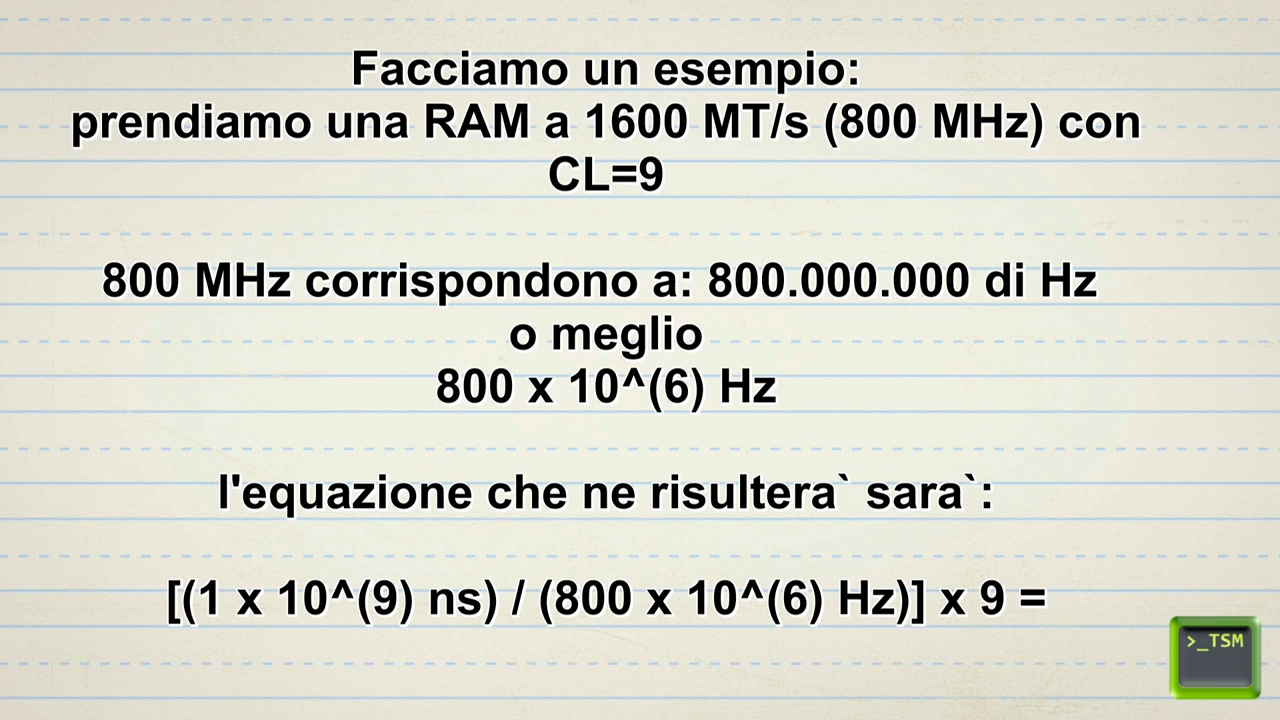 Facciamo un esempio:
prendiamo una RAM a 1600 MT/s (800 MHz) con
CL=9
800 MHz corrispondono a: 800.000.000 di Hz
o meglio
800 x 10^(6) Hz
l'equazione che ne risultera` sara`:
[(1 x 10^(9) ns) / (800 x 10^(6) Hz)] x 9 =
>_TSM